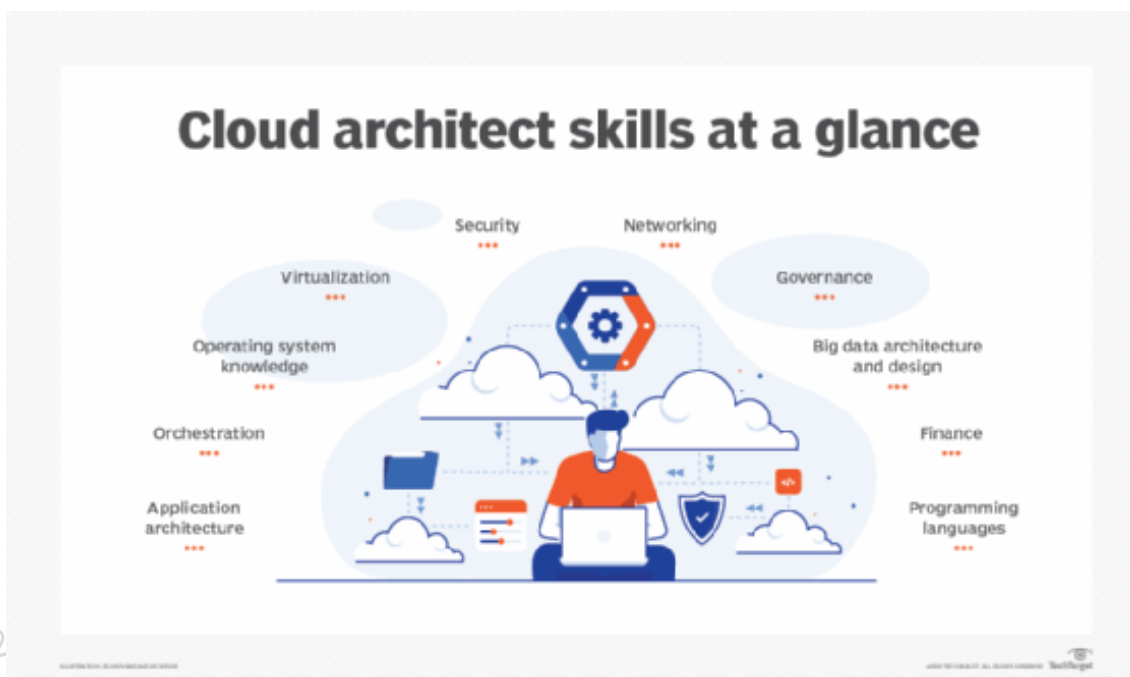 Cloud architect skills at a glance
Security
Networking
Virtualization
Governance
Operating system
knowledge
Big data architecture
and design
Orchestration
Finance
Application
architecture
Programming
languages
</>
TechTarget